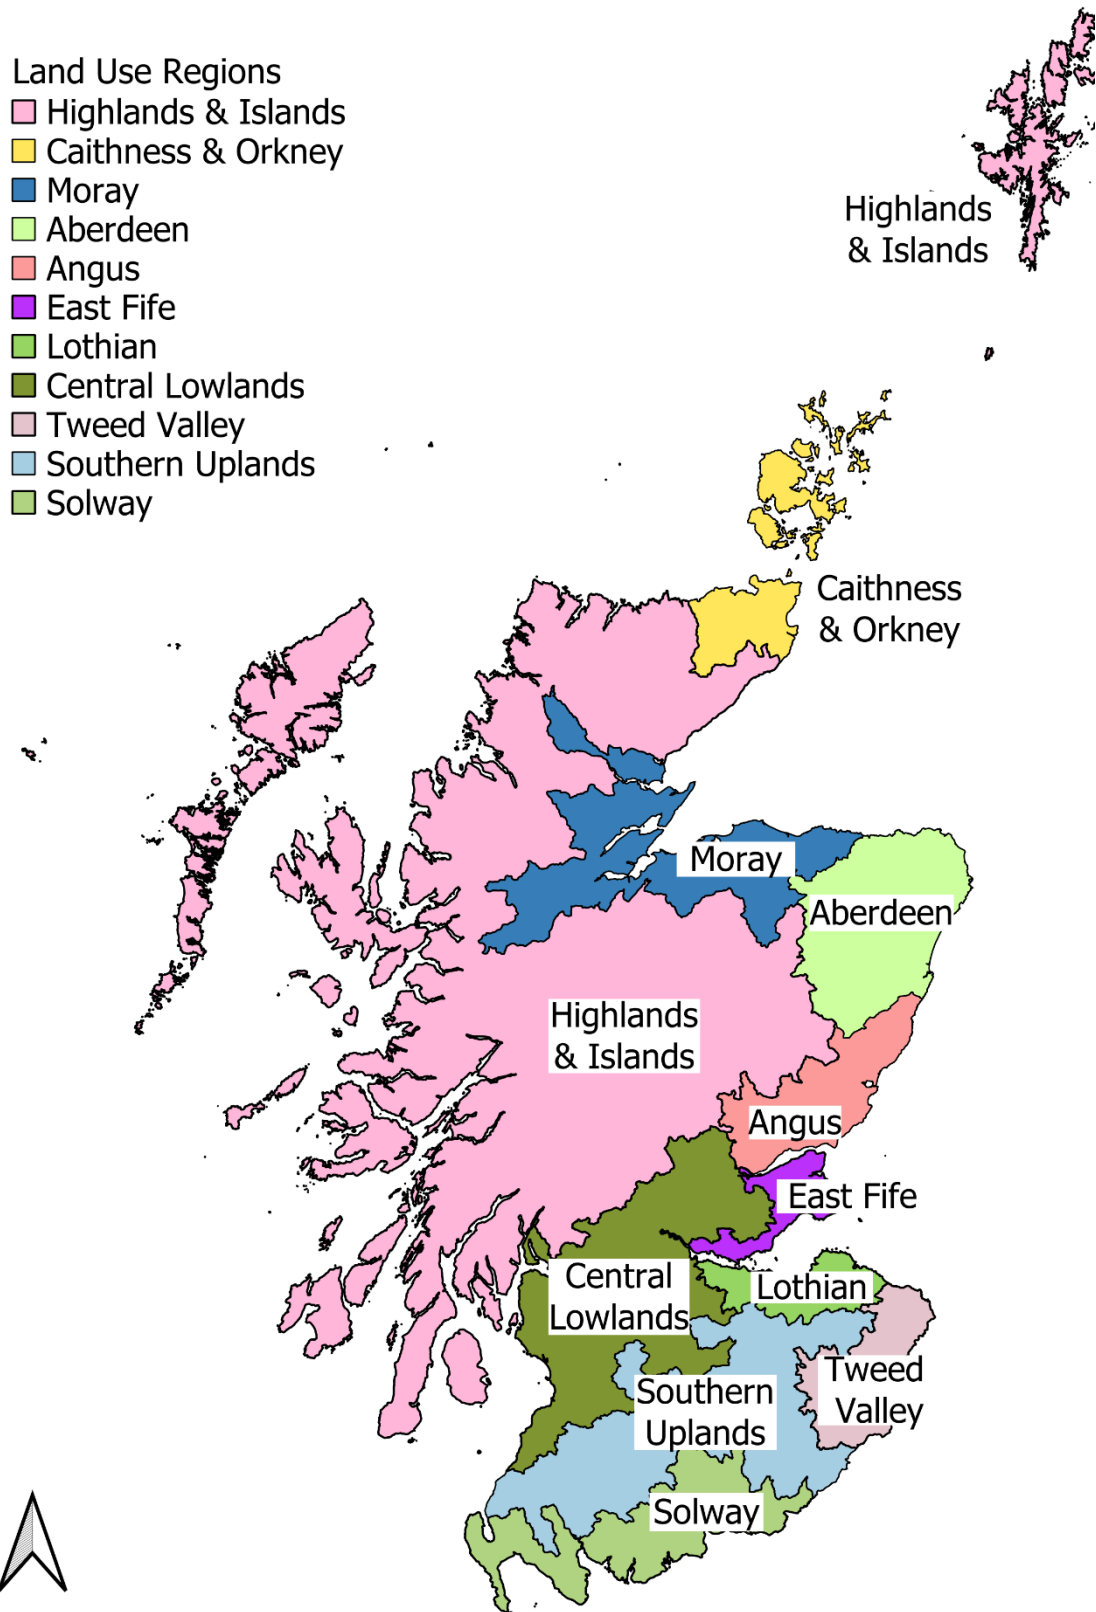 Land Use Regions
Highlands & Islands
Caithness & Orkney
Moray
Aberdeen
Angus
East Fife
Lothian
Central Lowlands
Tweed Valley
Southern Uplands
Solway
Highlands
& Islands
Caithness
& Orkney
Moray
Aberdeen
Highlands
& Islands
Angus
East Fife
Central
Lowlands
Lothian
Tweed
Valley
Southern
Uplands
Solway